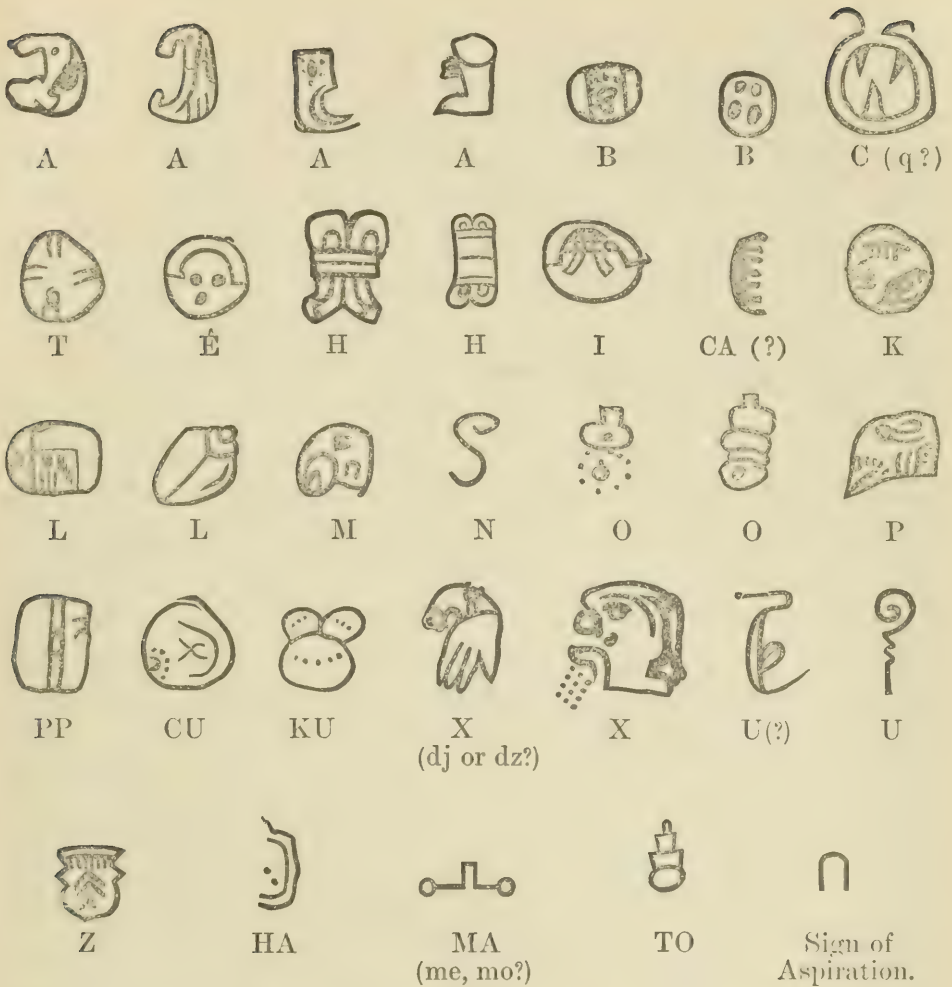 A A A A B B C (q?)
T É H H I CA (?) K
L L M N O O P
PP CU KU X X U(?) U
(dj or dz?)
Z HA MA TO Sign of
(me, mo?) Aspiration.